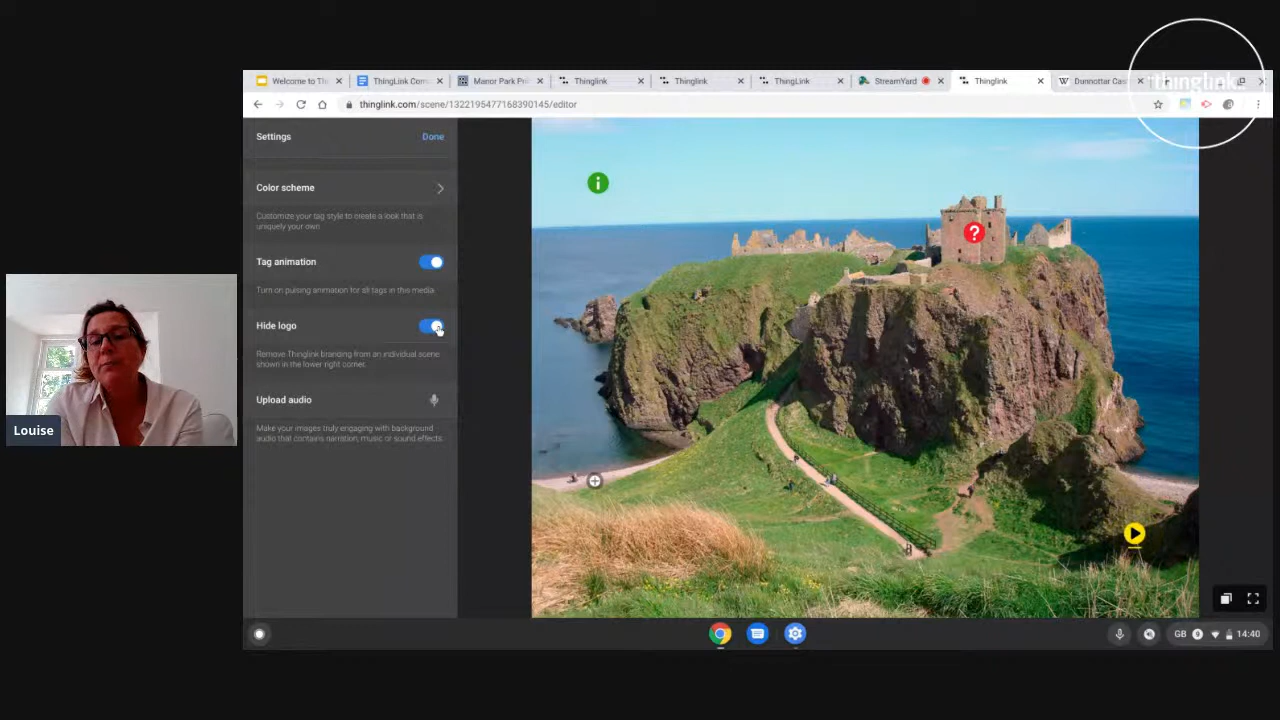 Welcome to Thi
ThingLink Com
Manor Park Pri
Thinglink
Thinglink
ThingLink
StreamYard
Thinglink
Dunnottar Cas
thinglink
thinglink.com/scene/1322195477168390145/editor
Settings
Done
Color scheme
Customize your tag style to create a look that is
uniquely your own
Tag animation
Turn on pulsing animation for all tags in this media.
Hide logo
Remove Thinglink branding from an individual scene
shown in the lower right corner.
Upload audio
Make your images truly engaging with background
audio that contains narration, music or sound effects.
i
?
Louise
GB
14:40